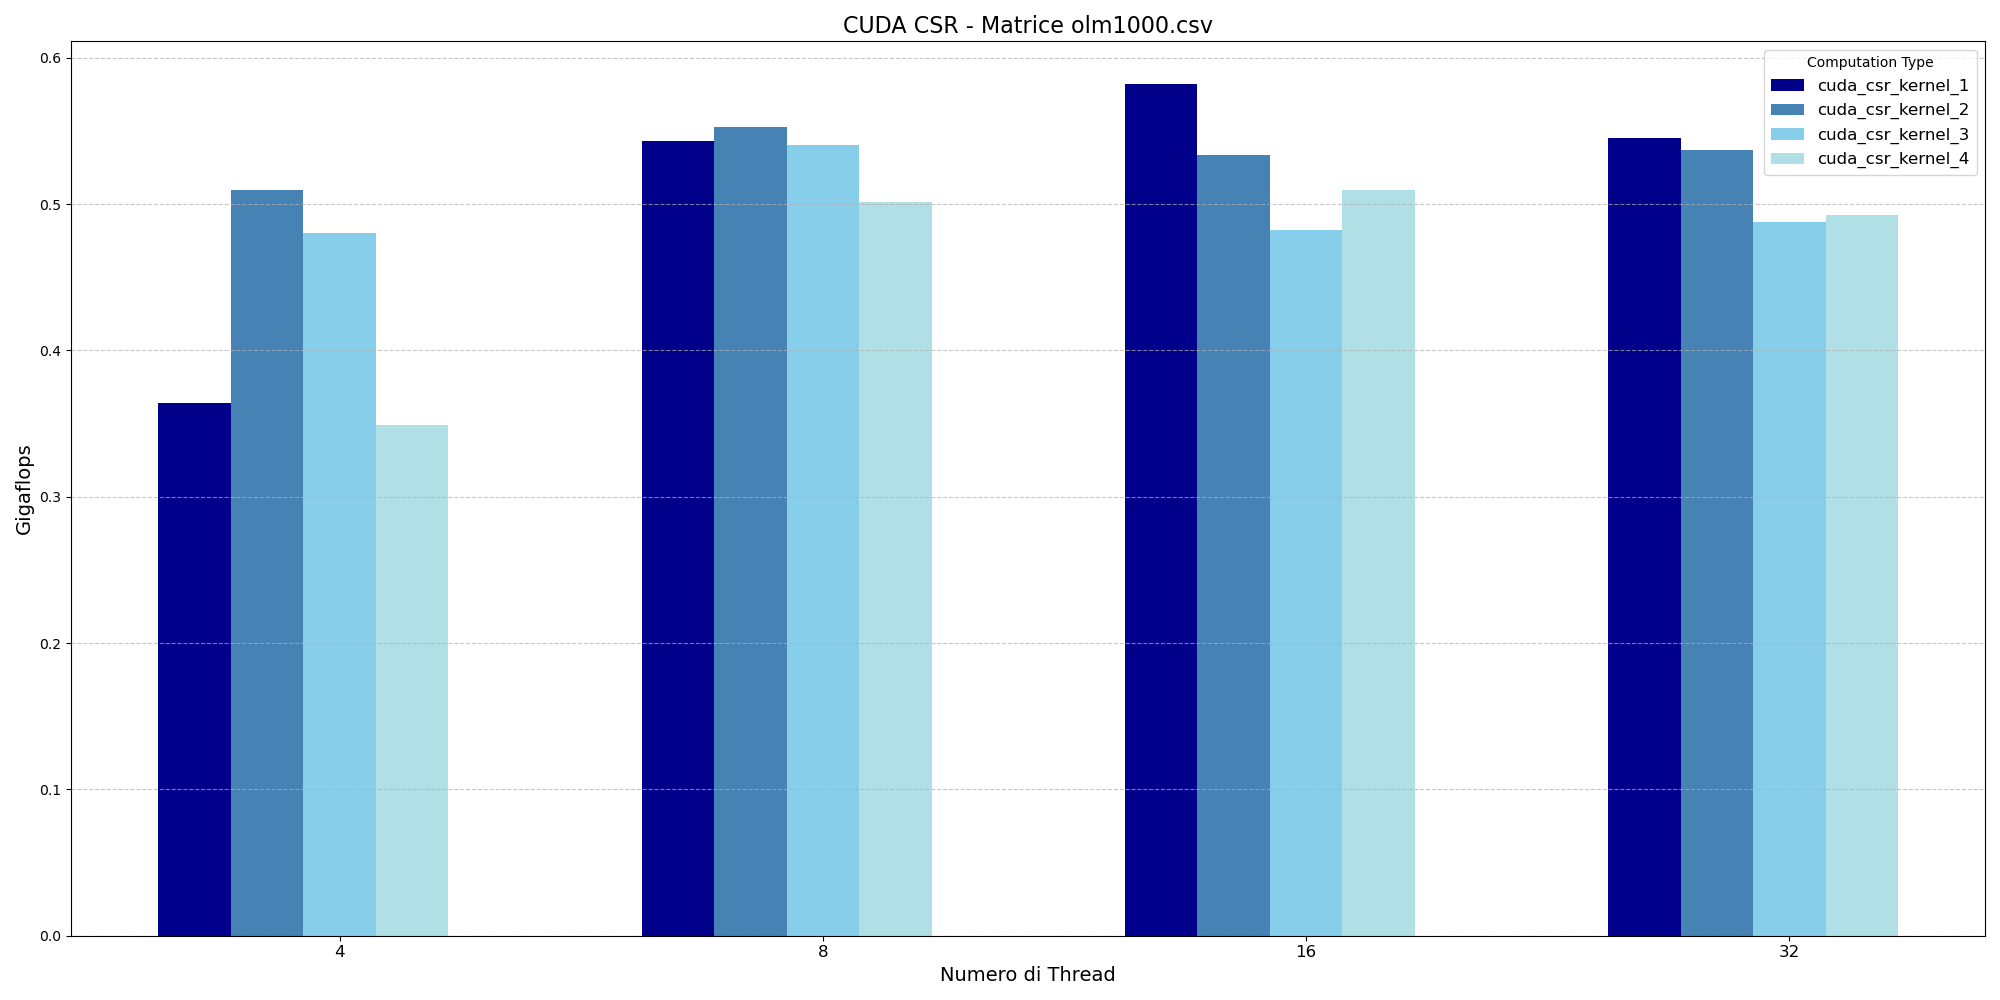 CUDA CSR - Matrice olm1000.csv
Gigaflops
0.6
0.5
0.4
0.3
0.2
0.1
0.0
Computation Type
cuda_csr_kernel_1
cuda_csr_kernel_2
cuda_csr_kernel_3
cuda_csr_kernel_4
4 8 16 32
Numero di Thread